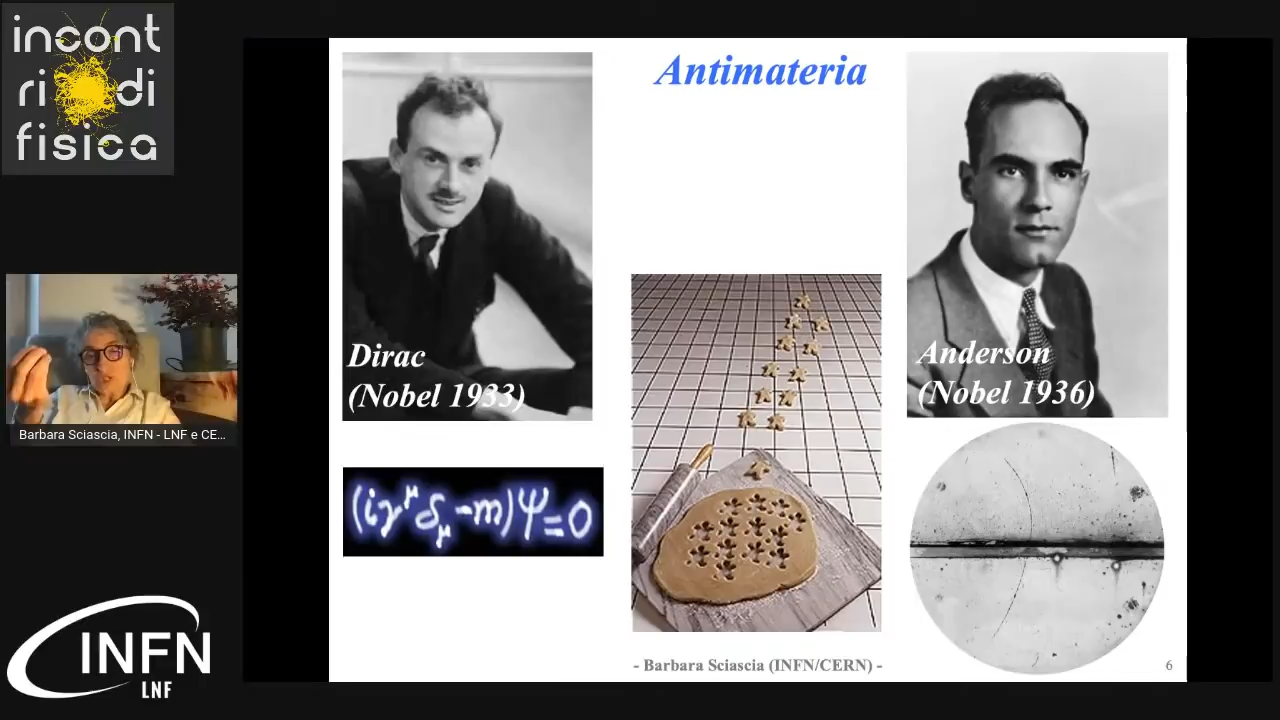 incont
ri di
fisica
Antimateria
Dirac
(Nobel 1933)
Anderson
(Nobel 1936)
Barbara Sciascia, INFN - LNF e CE...
(iγ^μ δ_μ - m)Ψ=0
INFN
LNF
- Barbara Sciascia (INFN/CERN) -
6